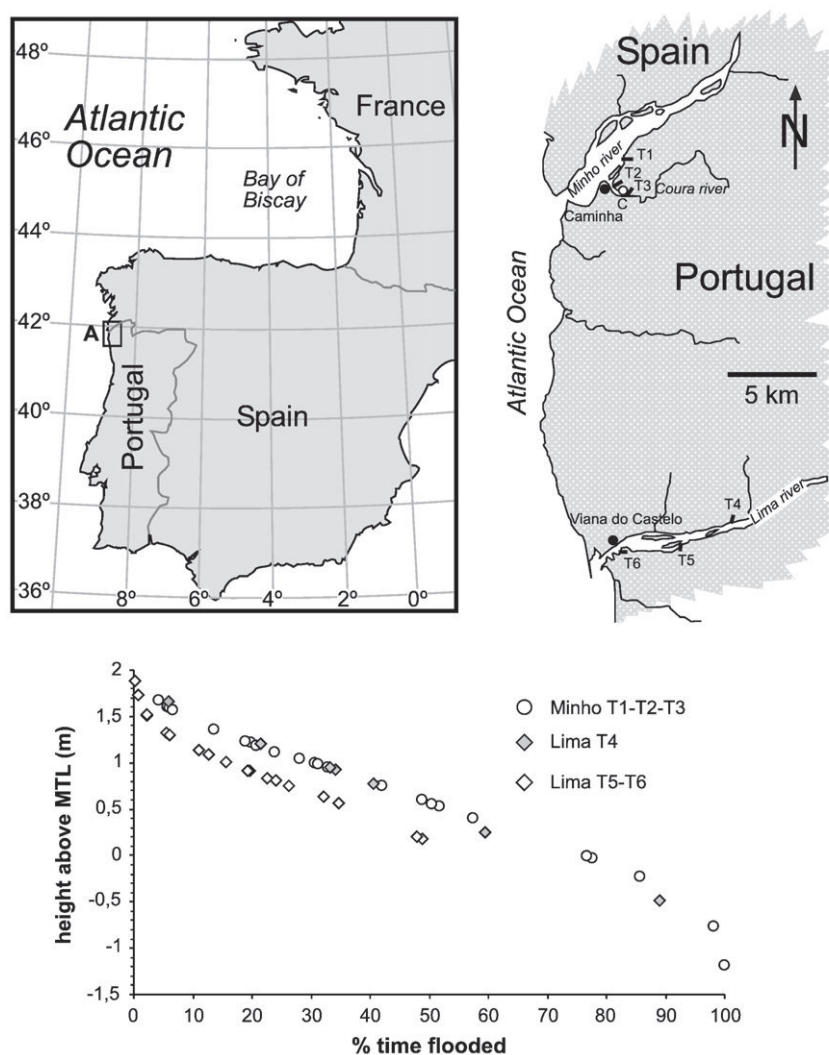 48º
46º
44º
42º
40º
38º
36º
8º
6º
4º
2º
0º
Atlantic
Ocean
Bay of
Biscay
France
A
Portugal
Spain
Spain
N
Minho river
T1
T2
T3
C
Coura river
Caminha
Portugal
Atlantic Ocean
5 km
Viana do Castelo
T4
Lima river
T6
T5
height above MTL (m)
2
1,5
1
0,5
0
-0,5
-1
-1,5
0 10 20 30 40 50 60 70 80 90 100
% time flooded
Minho T1-T2-T3
Lima T4
Lima T5-T6